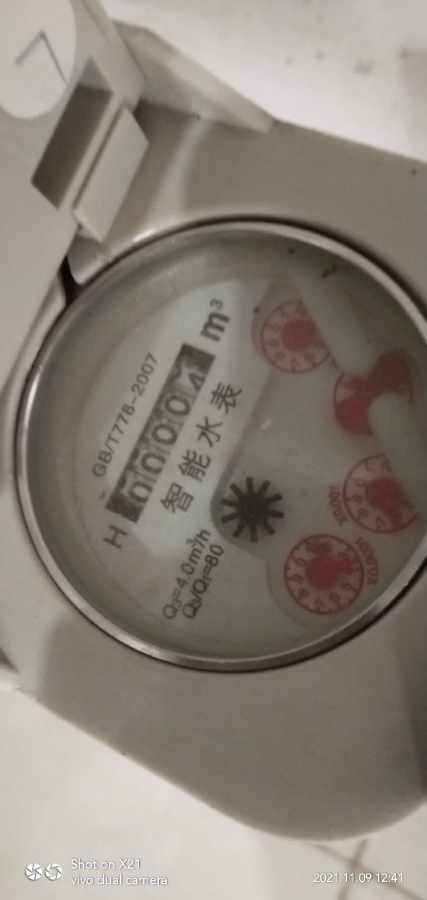 GB/T778-2007
H 0000 m³
智能水表
Q3=4.0m³/h
Q3/Q1=80
X0.001
X0.0001
Shot on X21
vivo dual camera
2021.11.09 12:41